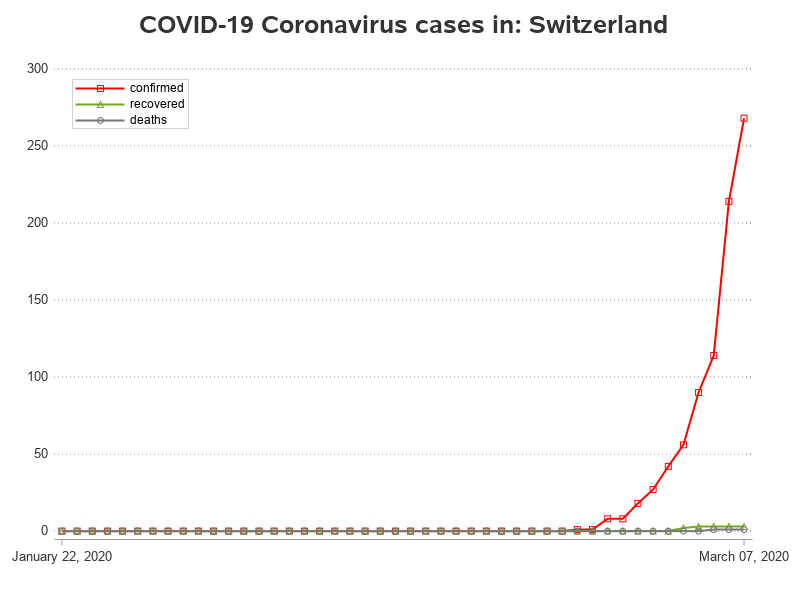 COVID-19 Coronavirus cases in: Switzerland
300
confirmed
recovered
deaths
250
200
150
100
50
0
January 22, 2020
March 07, 2020